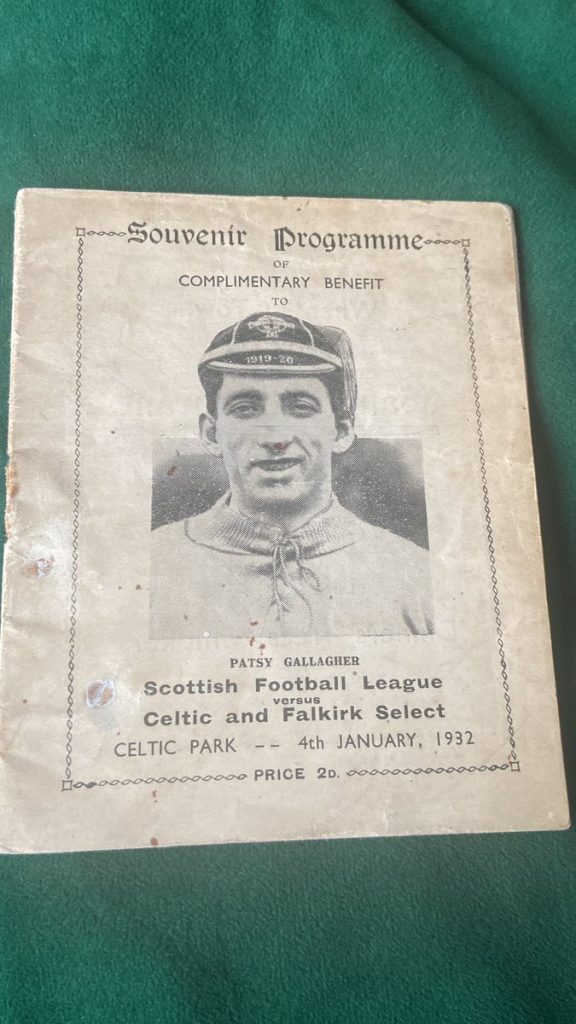 Souvenir Programme
OF
COMPLIMENTARY BENEFIT
TO
1919-20
PATSY GALLAGHER
Scottish Football League
versus
Celtic and Falkirk Select
CELTIC PARK -- 4th JANUARY, 1932
PRICE 2D.